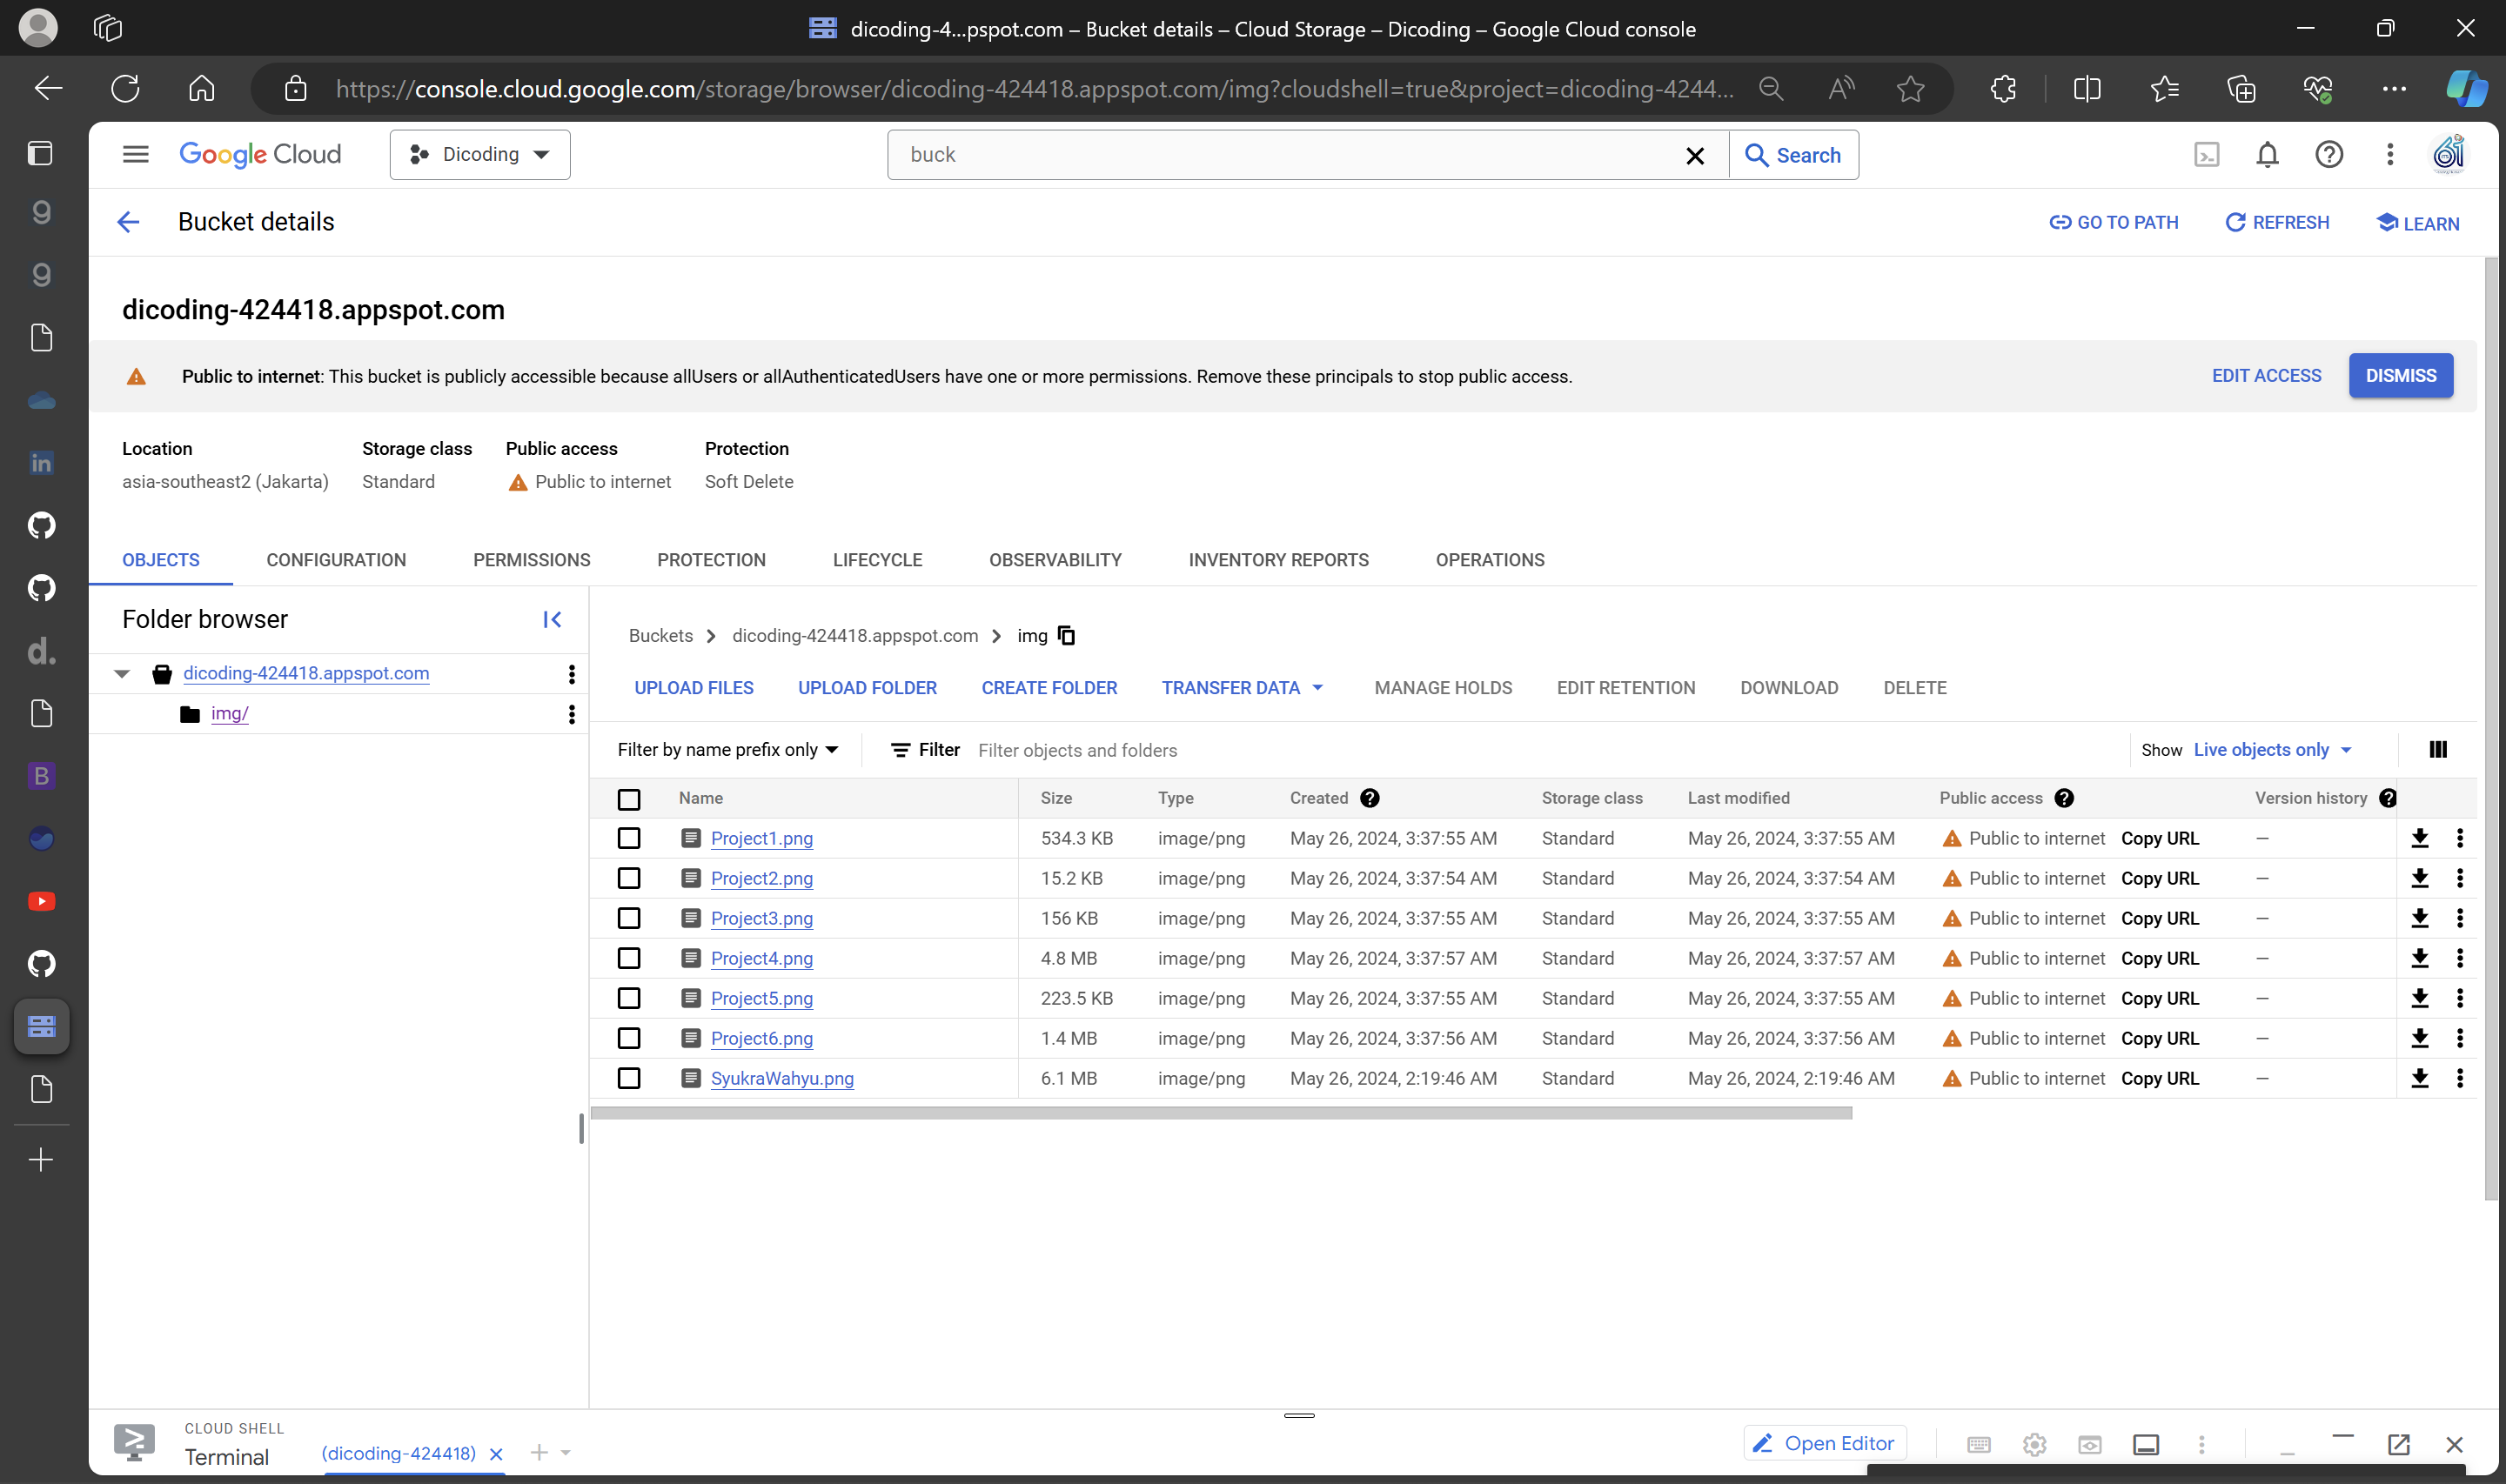 dicoding-4...pspot.com – Bucket details – Cloud Storage – Dicoding – Google Cloud console
https://console.cloud.google.com/storage/browser/dicoding-424418.appspot.com/img?cloudshell=true&project=dicoding-4244...
Google Cloud
Dicoding
buck
Search
Bucket details
GO TO PATH
REFRESH
LEARN
dicoding-424418.appspot.com
Public to internet: This bucket is publicly accessible because allUsers or allAuthenticatedUsers have one or more permissions. Remove these principals to stop public access.
EDIT ACCESS
DISMISS
Location Storage class Public access Protection
asia-southeast2 (Jakarta) Standard Public to internet Soft Delete
OBJECTS CONFIGURATION PERMISSIONS PROTECTION LIFECYCLE OBSERVABILITY INVENTORY REPORTS OPERATIONS
Folder browser
dicoding-424418.appspot.com
img/
Buckets > dicoding-424418.appspot.com > img
UPLOAD FILES UPLOAD FOLDER CREATE FOLDER TRANSFER DATA MANAGE HOLDS EDIT RETENTION DOWNLOAD DELETE
Filter by name prefix only Filter Filter objects and folders Show Live objects only
Name Size Type Created Storage class Last modified Public access Version history
Project1.png 534.3 KB image/png May 26, 2024, 3:37:55 AM Standard May 26, 2024, 3:37:55 AM Public to internet Copy URL –
Project2.png 15.2 KB image/png May 26, 2024, 3:37:54 AM Standard May 26, 2024, 3:37:54 AM Public to internet Copy URL –
Project3.png 156 KB image/png May 26, 2024, 3:37:55 AM Standard May 26, 2024, 3:37:55 AM Public to internet Copy URL –
Project4.png 4.8 MB image/png May 26, 2024, 3:37:57 AM Standard May 26, 2024, 3:37:57 AM Public to internet Copy URL –
Project5.png 223.5 KB image/png May 26, 2024, 3:37:55 AM Standard May 26, 2024, 3:37:55 AM Public to internet Copy URL –
Project6.png 1.4 MB image/png May 26, 2024, 3:37:56 AM Standard May 26, 2024, 3:37:56 AM Public to internet Copy URL –
SyukraWahyu.png 6.1 MB image/png May 26, 2024, 2:19:46 AM Standard May 26, 2024, 2:19:46 AM Public to internet Copy URL –
CLOUD SHELL
Terminal
(dicoding-424418)
Open Editor